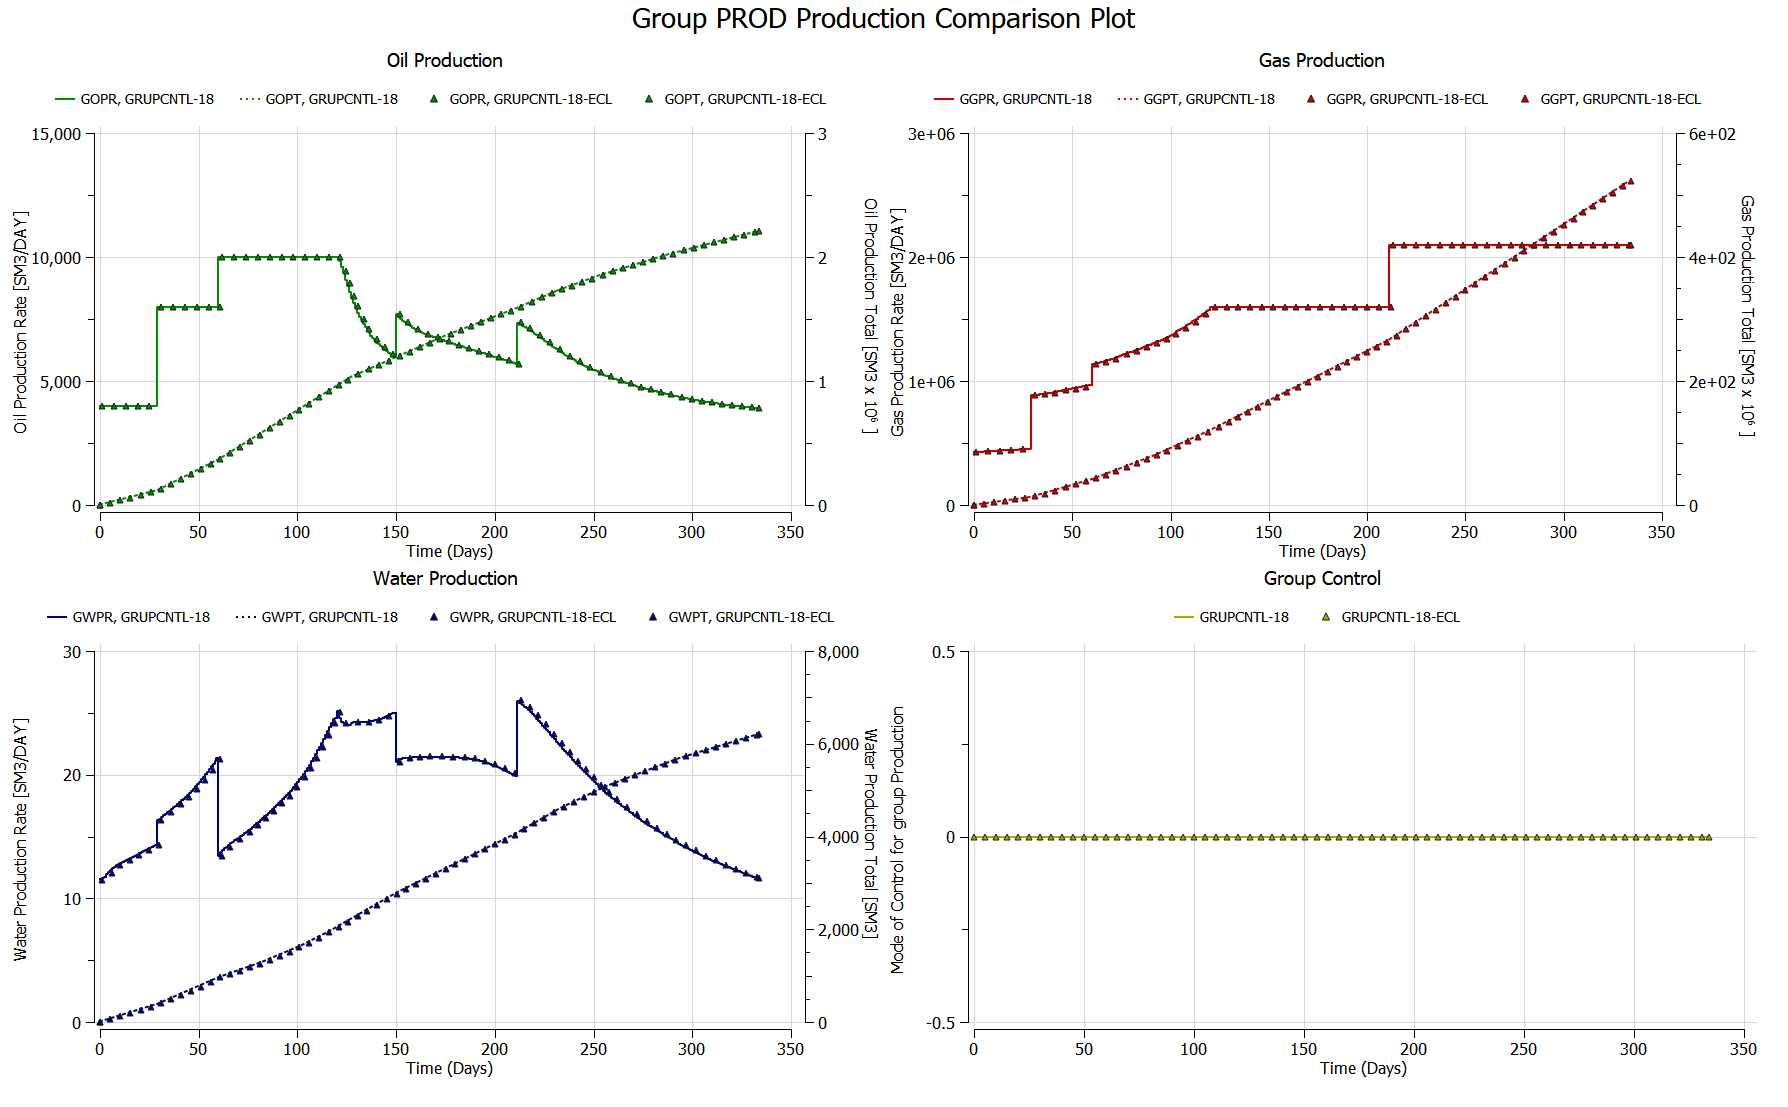 Group PROD Production Comparison Plot
Oil Production
GOPR, GRUPCNTL-18 GOPT, GRUPCNTL-18 GOPR, GRUPCNTL-18-ECL GOPT, GRUPCNTL-18-ECL
15,000
10,000
5,000
0
Oil Production Rate [SM3/DAY]
3
2
1
0
Oil Production Total [SM3 x 10⁶ ]
0 50 100 150 200 250 300 350
Time (Days)
Gas Production
GGPR, GRUPCNTL-18 GGPT, GRUPCNTL-18 GGPR, GRUPCNTL-18-ECL GGPT, GRUPCNTL-18-ECL
3e+06
2e+06
1e+06
0
Gas Production Rate [SM3/DAY]
6e+02
4e+02
2e+02
0
Gas Production Total [SM3 x 10⁶ ]
0 50 100 150 200 250 300 350
Time (Days)
Water Production
GWPR, GRUPCNTL-18 GWPT, GRUPCNTL-18 GWPR, GRUPCNTL-18-ECL GWPT, GRUPCNTL-18-ECL
30
20
10
0
Water Production Rate [SM3/DAY]
8,000
6,000
4,000
2,000
0
Water Production Total [SM3]
0 50 100 150 200 250 300 350
Time (Days)
Group Control
GRUPCNTL-18 GRUPCNTL-18-ECL
0.5
0
-0.5
Mode of Control for group Production
0 50 100 150 200 250 300 350
Time (Days)